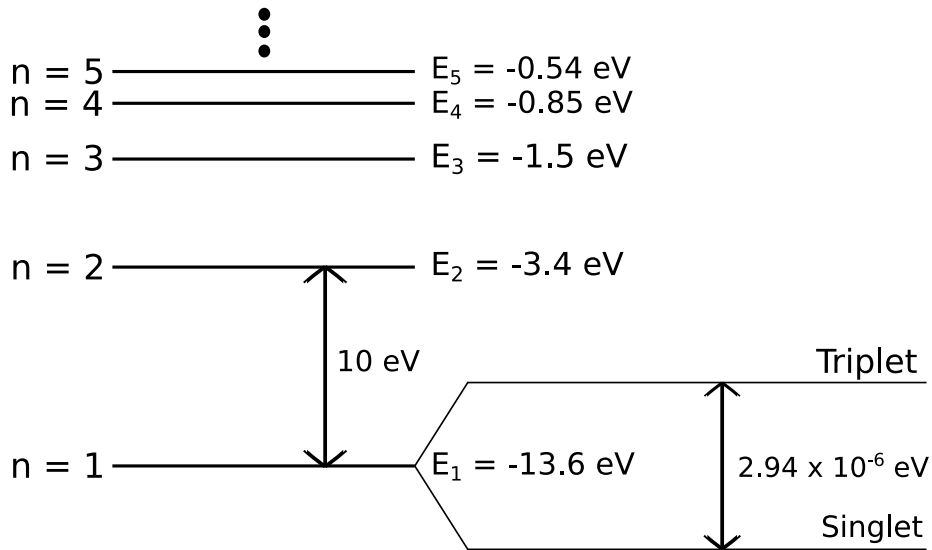 n = 5 E₅ = -0.54 eV
n = 4 E₄ = -0.85 eV
n = 3 E₃ = -1.5 eV
n = 2 E₂ = -3.4 eV
10 eV
Triplet
n = 1 E₁ = -13.6 eV 2.94 x 10⁻⁶ eV
Singlet